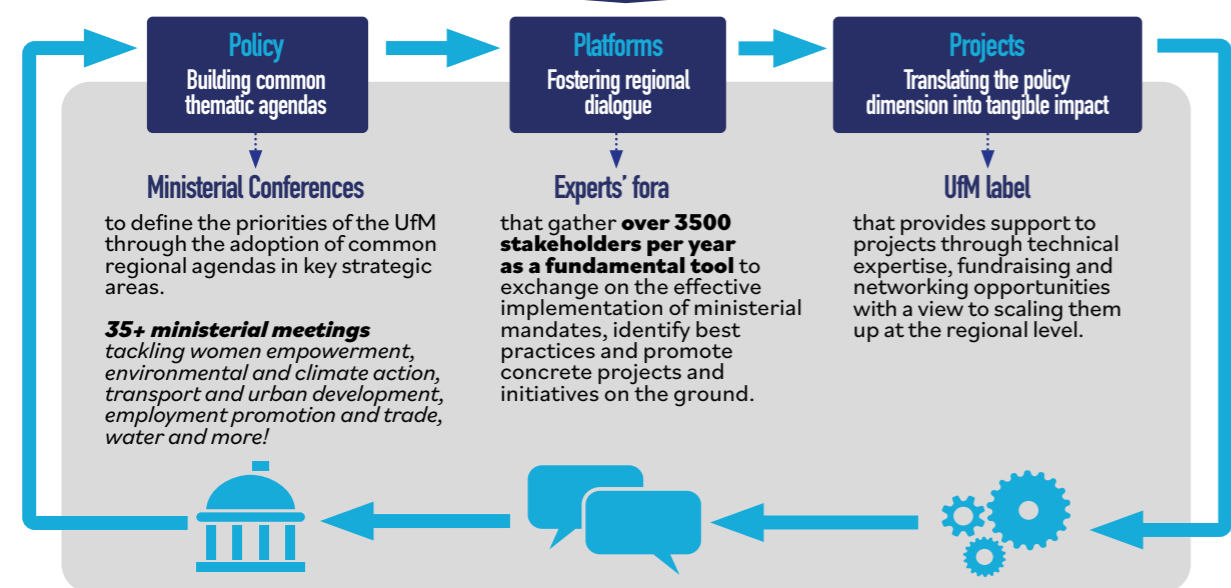 Policy
Building common
thematic agendas
Ministerial Conferences
to define the priorities of the UfM
through the adoption of common
regional agendas in key strategic
areas.
35+ ministerial meetings
tackling women empowerment,
environmental and climate action,
transport and urban development,
employment promotion and trade,
water and more!
Platforms
Fostering regional
dialogue
Experts' fora
that gather over 3500
stakeholders per year
as a fundamental tool to
exchange on the effective
implementation of ministerial
mandates, identify best
practices and promote
concrete projects and
initiatives on the ground.
Projects
Translating the policy
dimension into tangible impact
UfM label
that provides support to
projects through technical
expertise, fundraising and
networking opportunities
with a view to scaling them
up at the regional level.